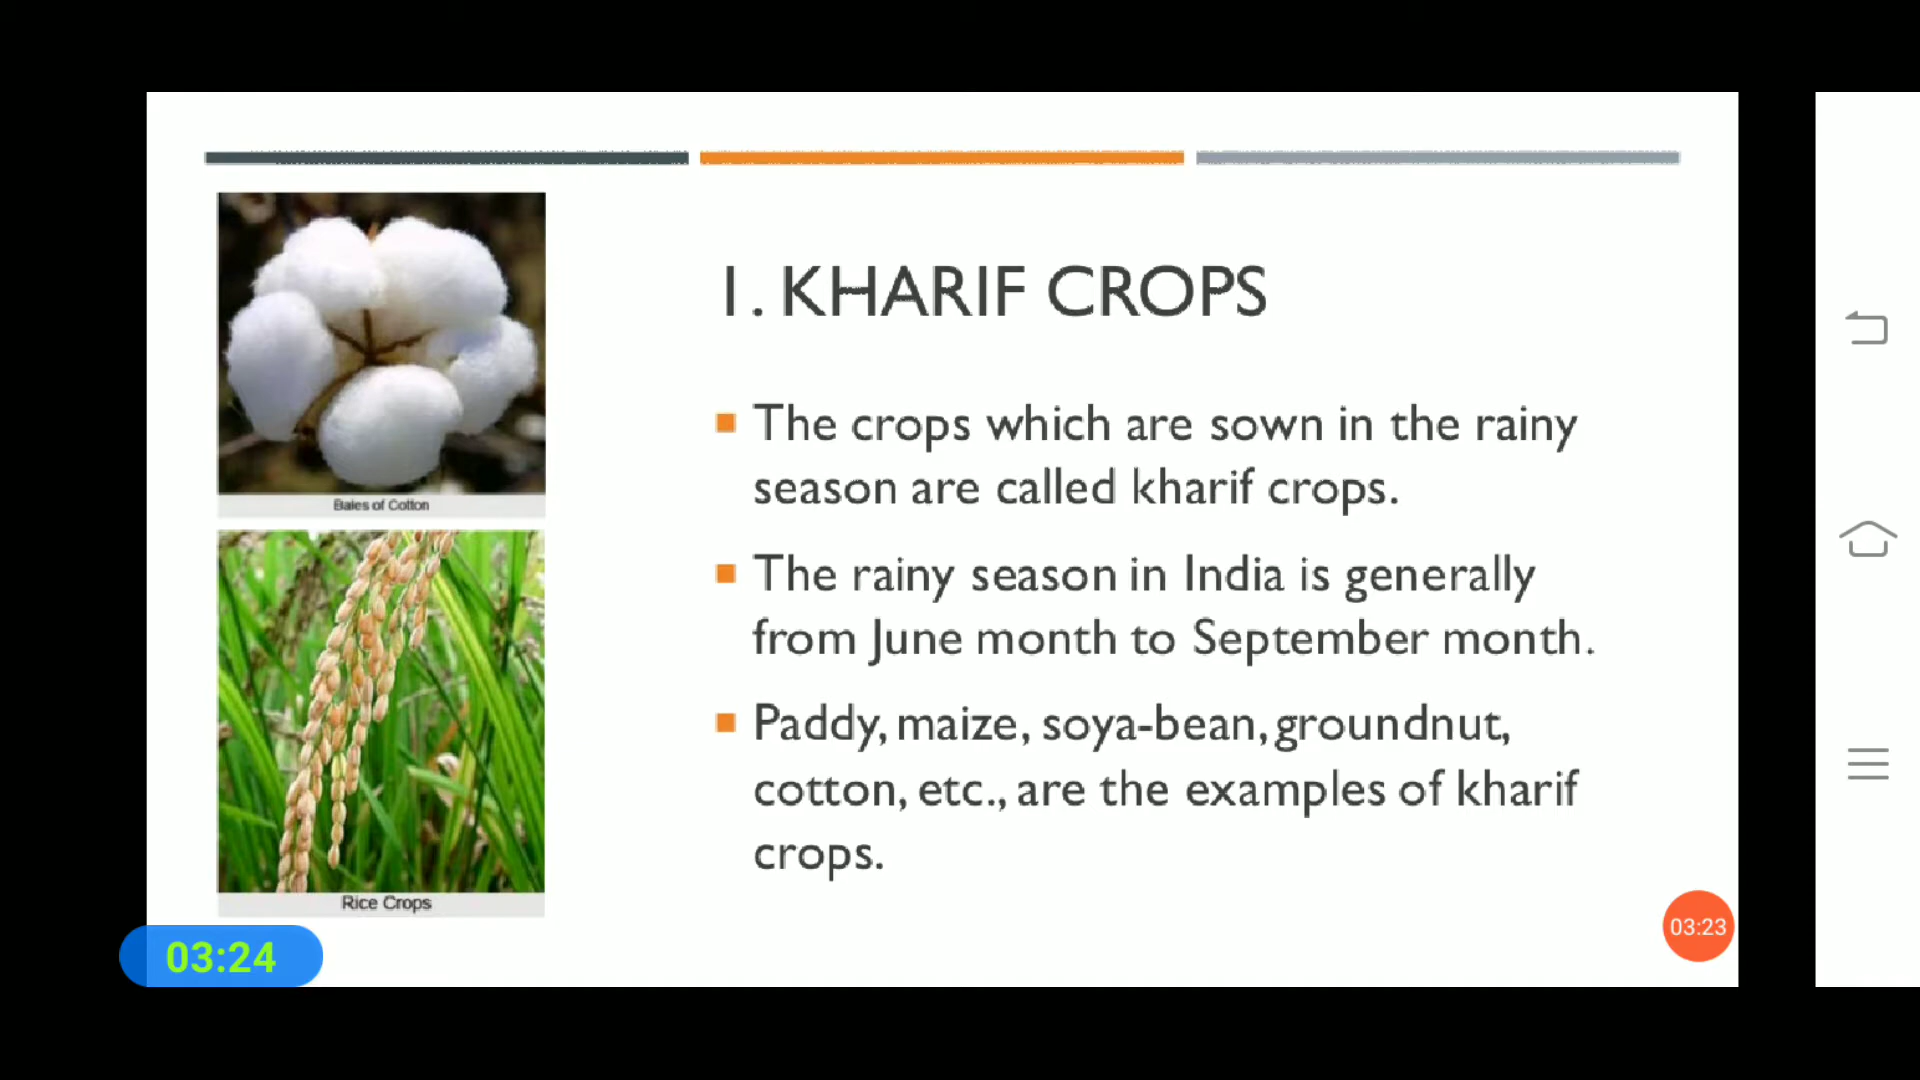 1. KHARIF CROPS
The crops which are sown in the rainy
season are called kharif crops.
The rainy season in India is generally
from June month to September month.
Paddy, maize, soya-bean, groundnut,
cotton, etc., are the examples of kharif
crops.
Bales of Cotton
Rice Crops
03:24
03:23